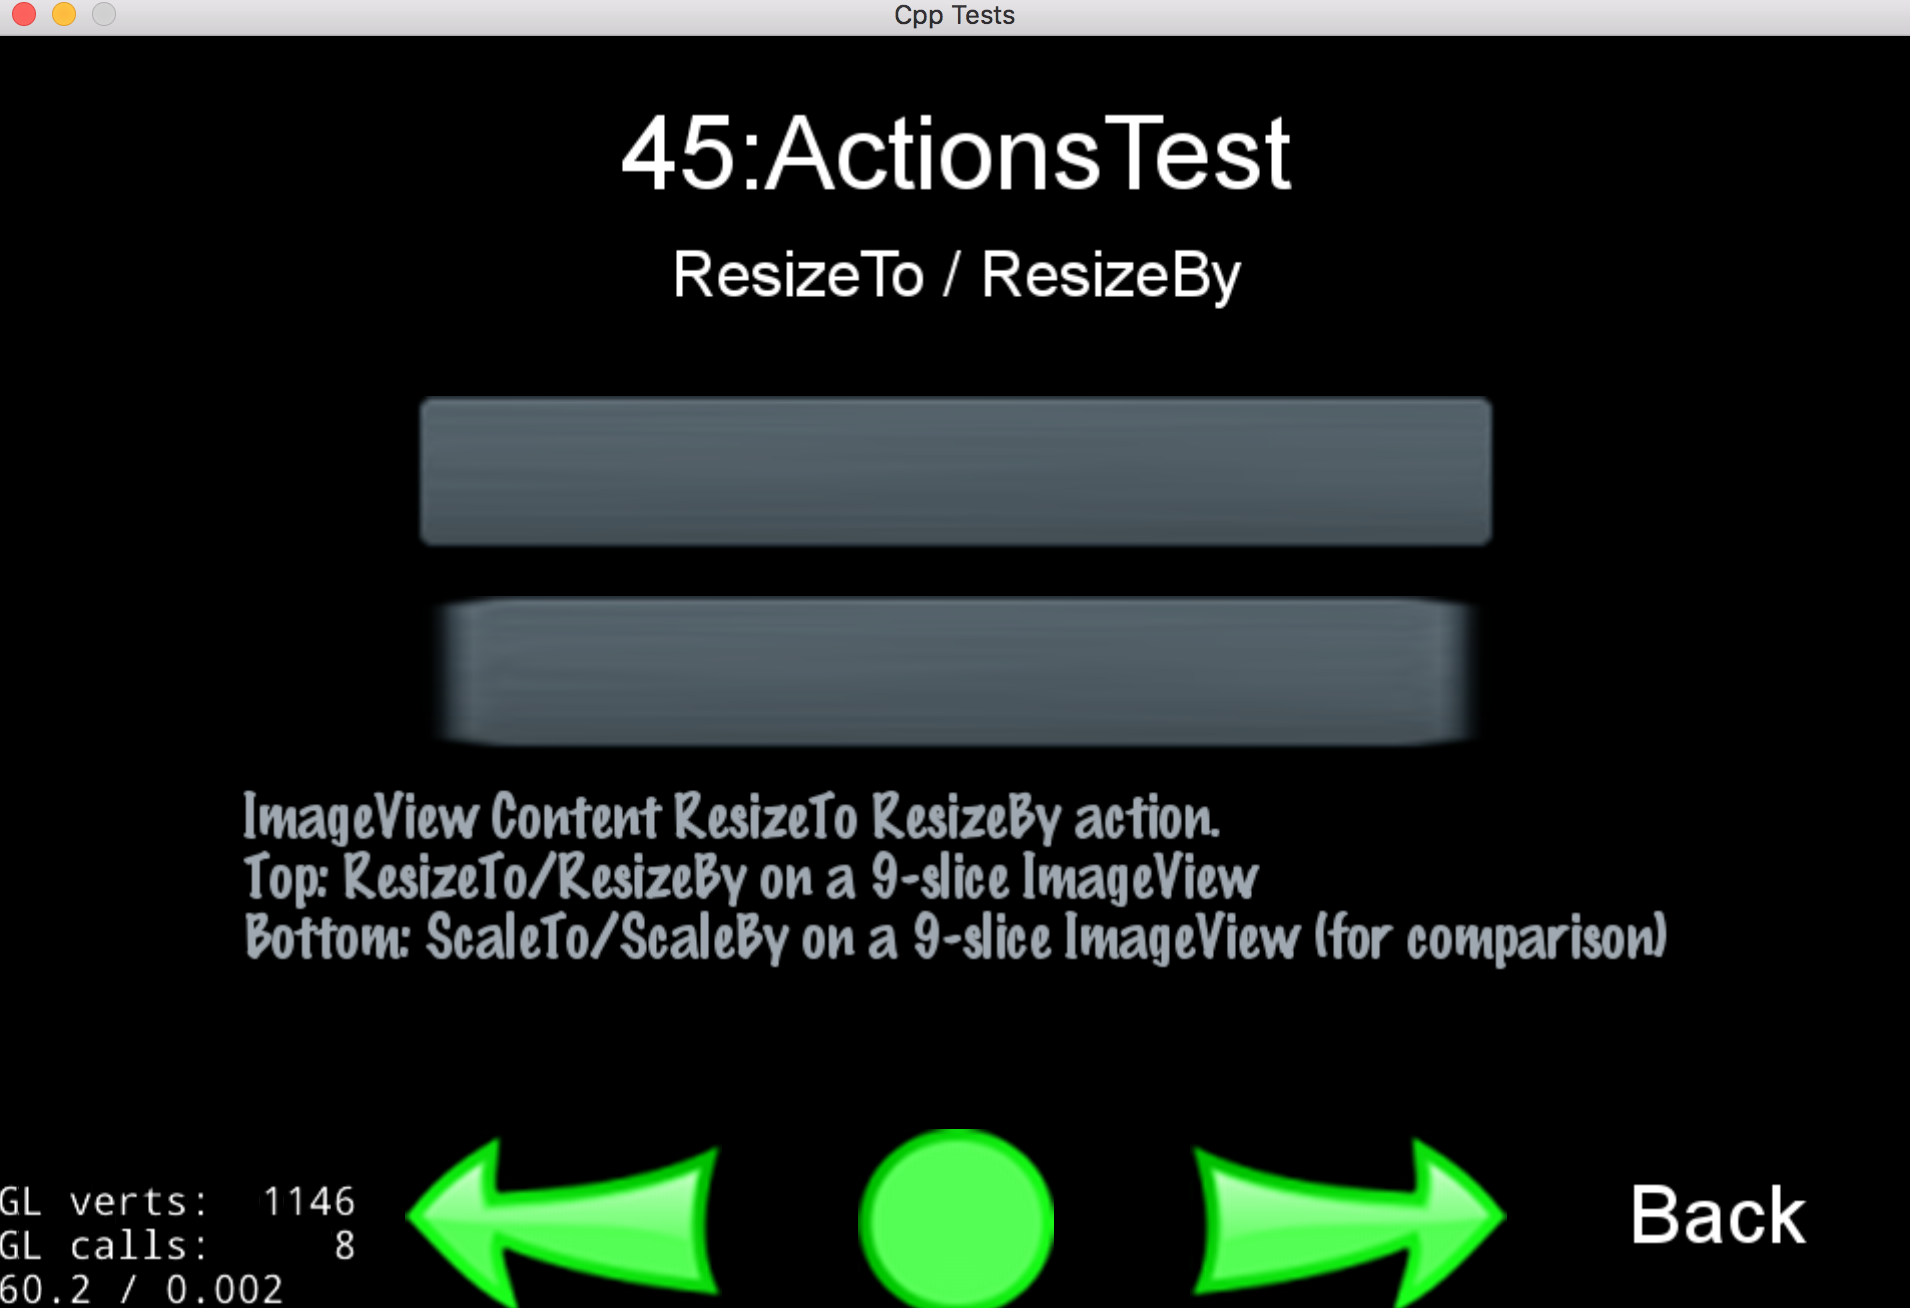 Cpp Tests
45:ActionsTest
ResizeTo / ResizeBy
ImageView Content ResizeTo ResizeBy action.
Top: ResizeTo/ResizeBy on a 9-slice ImageView
Bottom: ScaleTo/ScaleBy on a 9-slice ImageView (for comparison)
GL verts: 1146
GL calls: 8
60.2 / 0.002
Back